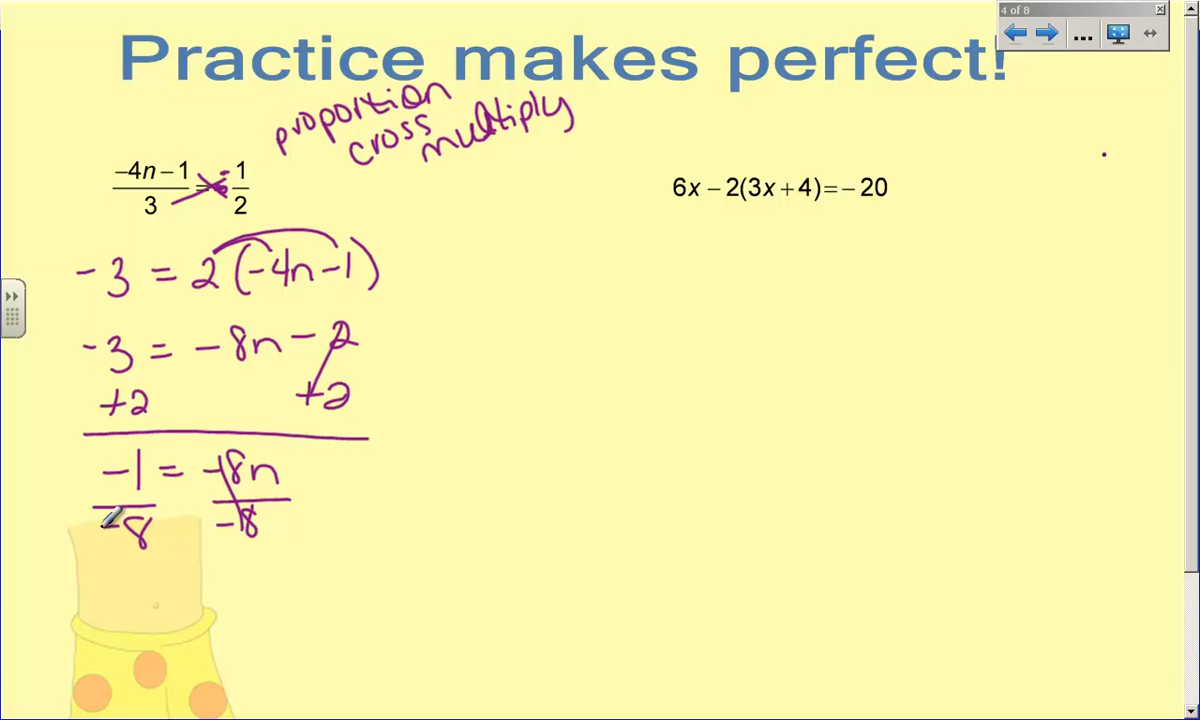 4 of 8
Practice makes perfect!
proportion
cross multiply
(−4n − 1)/3 = -1/2
6x − 2(3x + 4) = − 20
-3 = 2(-4n -1)
-3 = -8n - 2
+2 +2
-1 = -8n
-8 -8